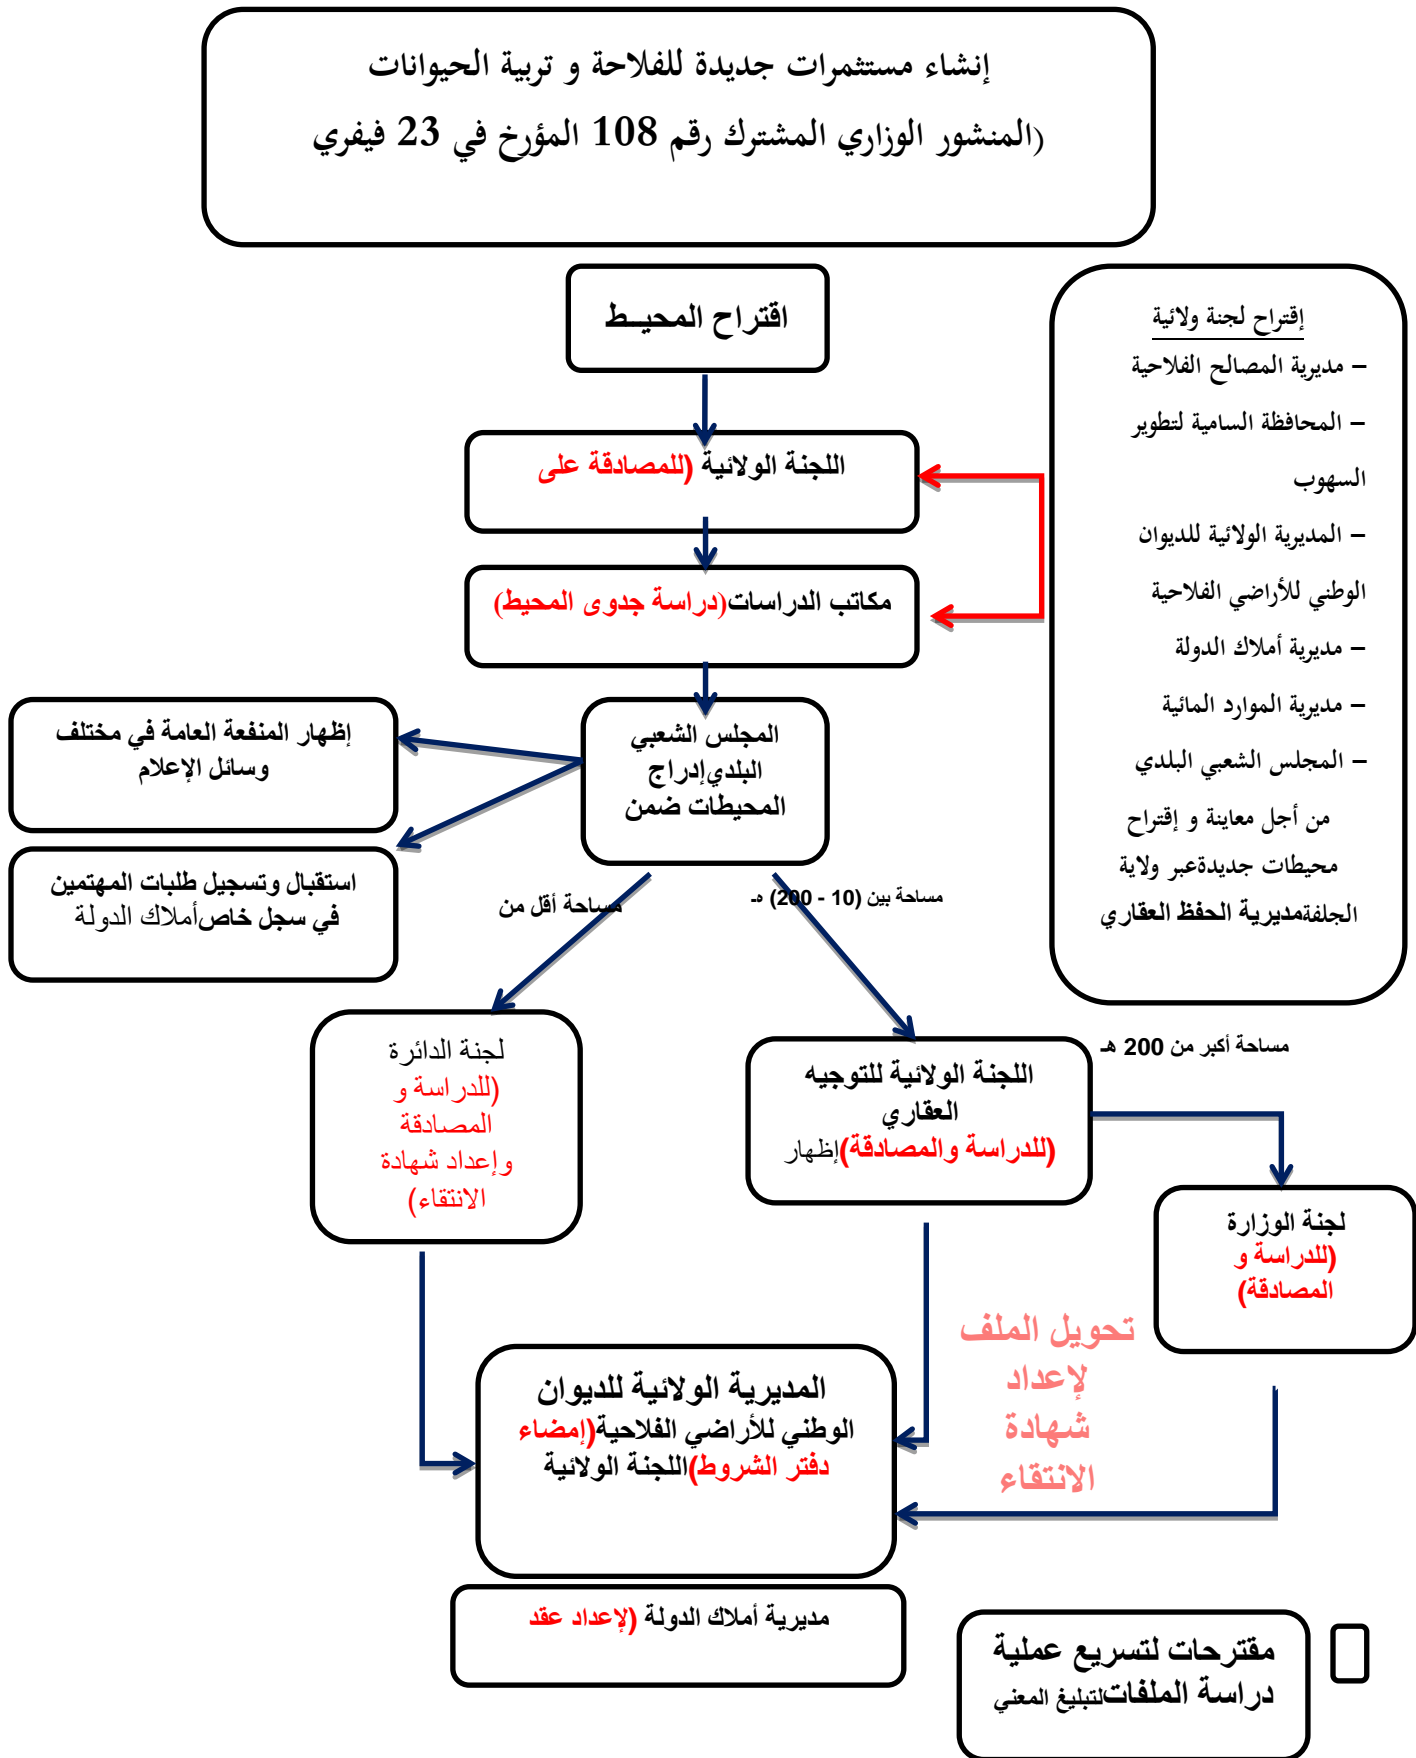 إنشاء مستثمرات جديدة للفلاحة و تربية الحيوانات
(المنشور الوزاري المشترك رقم 108 المؤرخ في 23 فيفري
اقتراح المحيــط
إقتراح لجنة ولائية
– مديرية المصالح الفلاحية
– المحافظة السامية لتطوير
السهوب
– المديرية الولائية للديوان
الوطني للأراضي الفلاحية
– مديرية أملاك الدولة
– مديرية الموارد المائية
– المجلس الشعبي البلدي
من أجل معاينة و إقتراح
محيطات جديدةعبر ولاية
الجلفةمديرية الحفظ العقاري
اللجنة الولائية (للمصادقة على
مكاتب الدراسات(دراسة جدوى المحيط)
المجلس الشعبي
البلديإدراج
المحيطات ضمن
إظهار المنفعة العامة في مختلف
وسائل الإعلام
استقبال وتسجيل طلبات المهتمين
في سجل خاصأملاك الدولة
مساحة بين (10 - 200) هـ
مساحة أقل من
مساحة أكبر من 200 هـ
لجنة الدائرة
(للدراسة و
المصادقة
وإعداد شهادة
الانتقاء)
اللجنة الولائية للتوجيه
العقاري
(للدراسة والمصادقة)إظهار
لجنة الوزارة
(للدراسة و
المصادقة)
تحويل الملف
لإعداد
شهادة
الانتقاء
المديرية الولائية للديوان
الوطني للأراضي الفلاحية(إمضاء
دفتر الشروط)اللجنة الولائية
مديرية أملاك الدولة (لإعداد عقد
مقترحات لتسريع عملية
دراسة الملفاتلتبليغ المعني